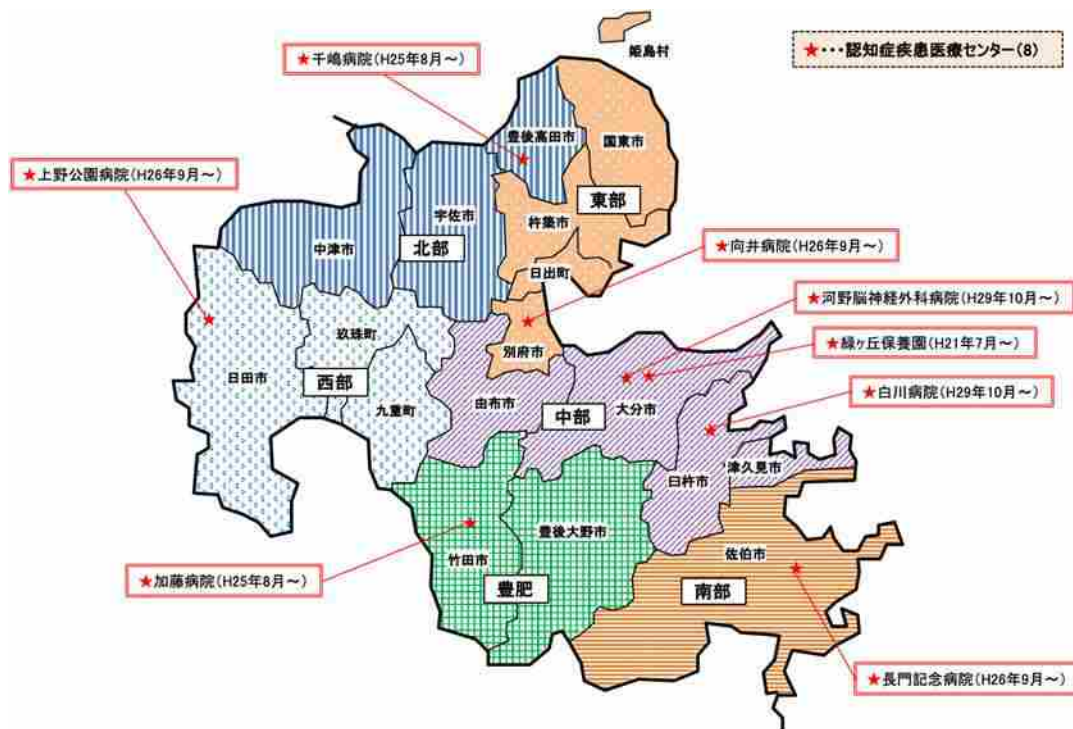 姫島村
★・・・認知症疾患医療センター(8)
★千嶋病院(H25年8月～)
豊後高田市
国東市
★上野公園病院(H26年9月～)
東部
宇佐市
杵築市
北部
中津市
★向井病院(H26年9月～)
日出町
★河野脳神経外科病院(H29年10月～)
玖珠町
★緑ヶ丘保養園(H21年7月～)
別府市
日田市
西部
★白川病院(H29年10月～)
九重町
由布市
中部
大分市
津久見市
臼杵市
豊後大野市
佐伯市
竹田市
★加藤病院(H25年8月～)
豊肥
南部
★長門記念病院(H26年9月～)